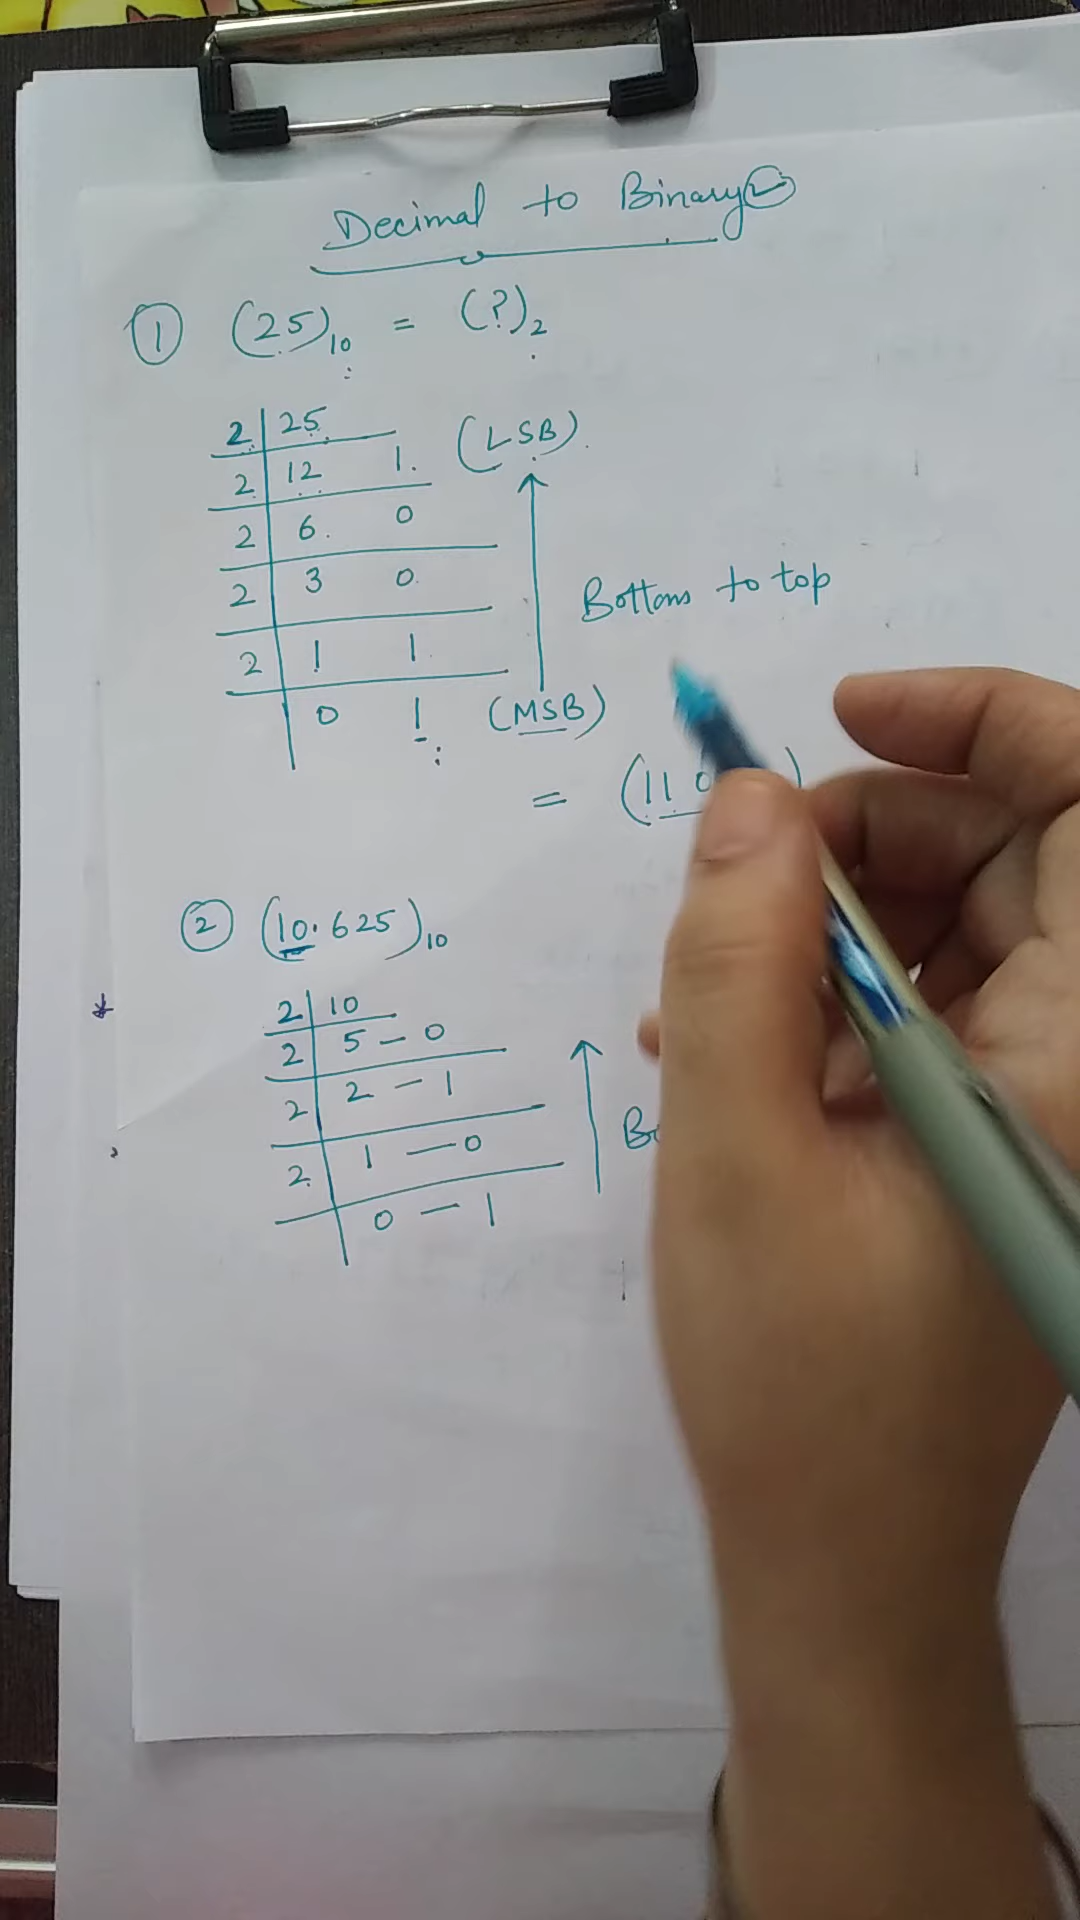 Decimal to Binary
① (25)10 = (?)2
2 | 25
2 | 12 1 (LSB)
2 | 6 0
2 | 3 0
Bottom to top
2 | 1 1
0 1 (MSB)
= (110 )
② (10.625)10
2 | 10
2 | 5 – 0
2 | 2 – 1
2 | 1 – 0
0 – 1